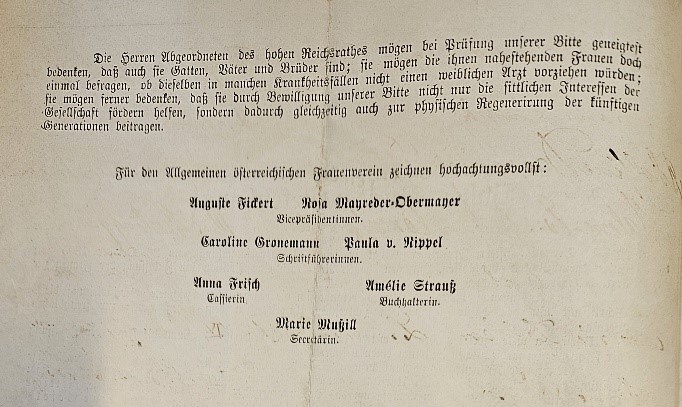 Die Herren Abgeordneten des hohen Reichsrathes mögen bei Prüfung unserer Bitte geneigtest
bedenken, daß auch sie Gatten, Väter und Brüder sind; sie mögen die ihnen nahestehenden Frauen doch
einmal befragen, ob dieselben in manchen Krankheitsfällen nicht einen weiblichen Arzt vorziehen würden;
sie mögen ferner bedenken, daß sie durch Bewilligung unserer Bitte nicht nur die sittlichen Interessen der
Gesellschaft fördern helfen, sondern dadurch gleichzeitig auch zur physischen Regenerirung der künftigen
Generationen beitragen.
Für den Allgemeinen österreichischen Frauenverein zeichnen hochachtungsvollst:
Auguste Fickert Rosa Mayreder-Obermayer
Vicepräsidentinnen.
Caroline Gronemann Paula v. Rippel
Schriftführerinnen.
Anna Frisch Amélie Strauß
Cassierin Buchhalterin.
Marie Mußill
Secretärin.